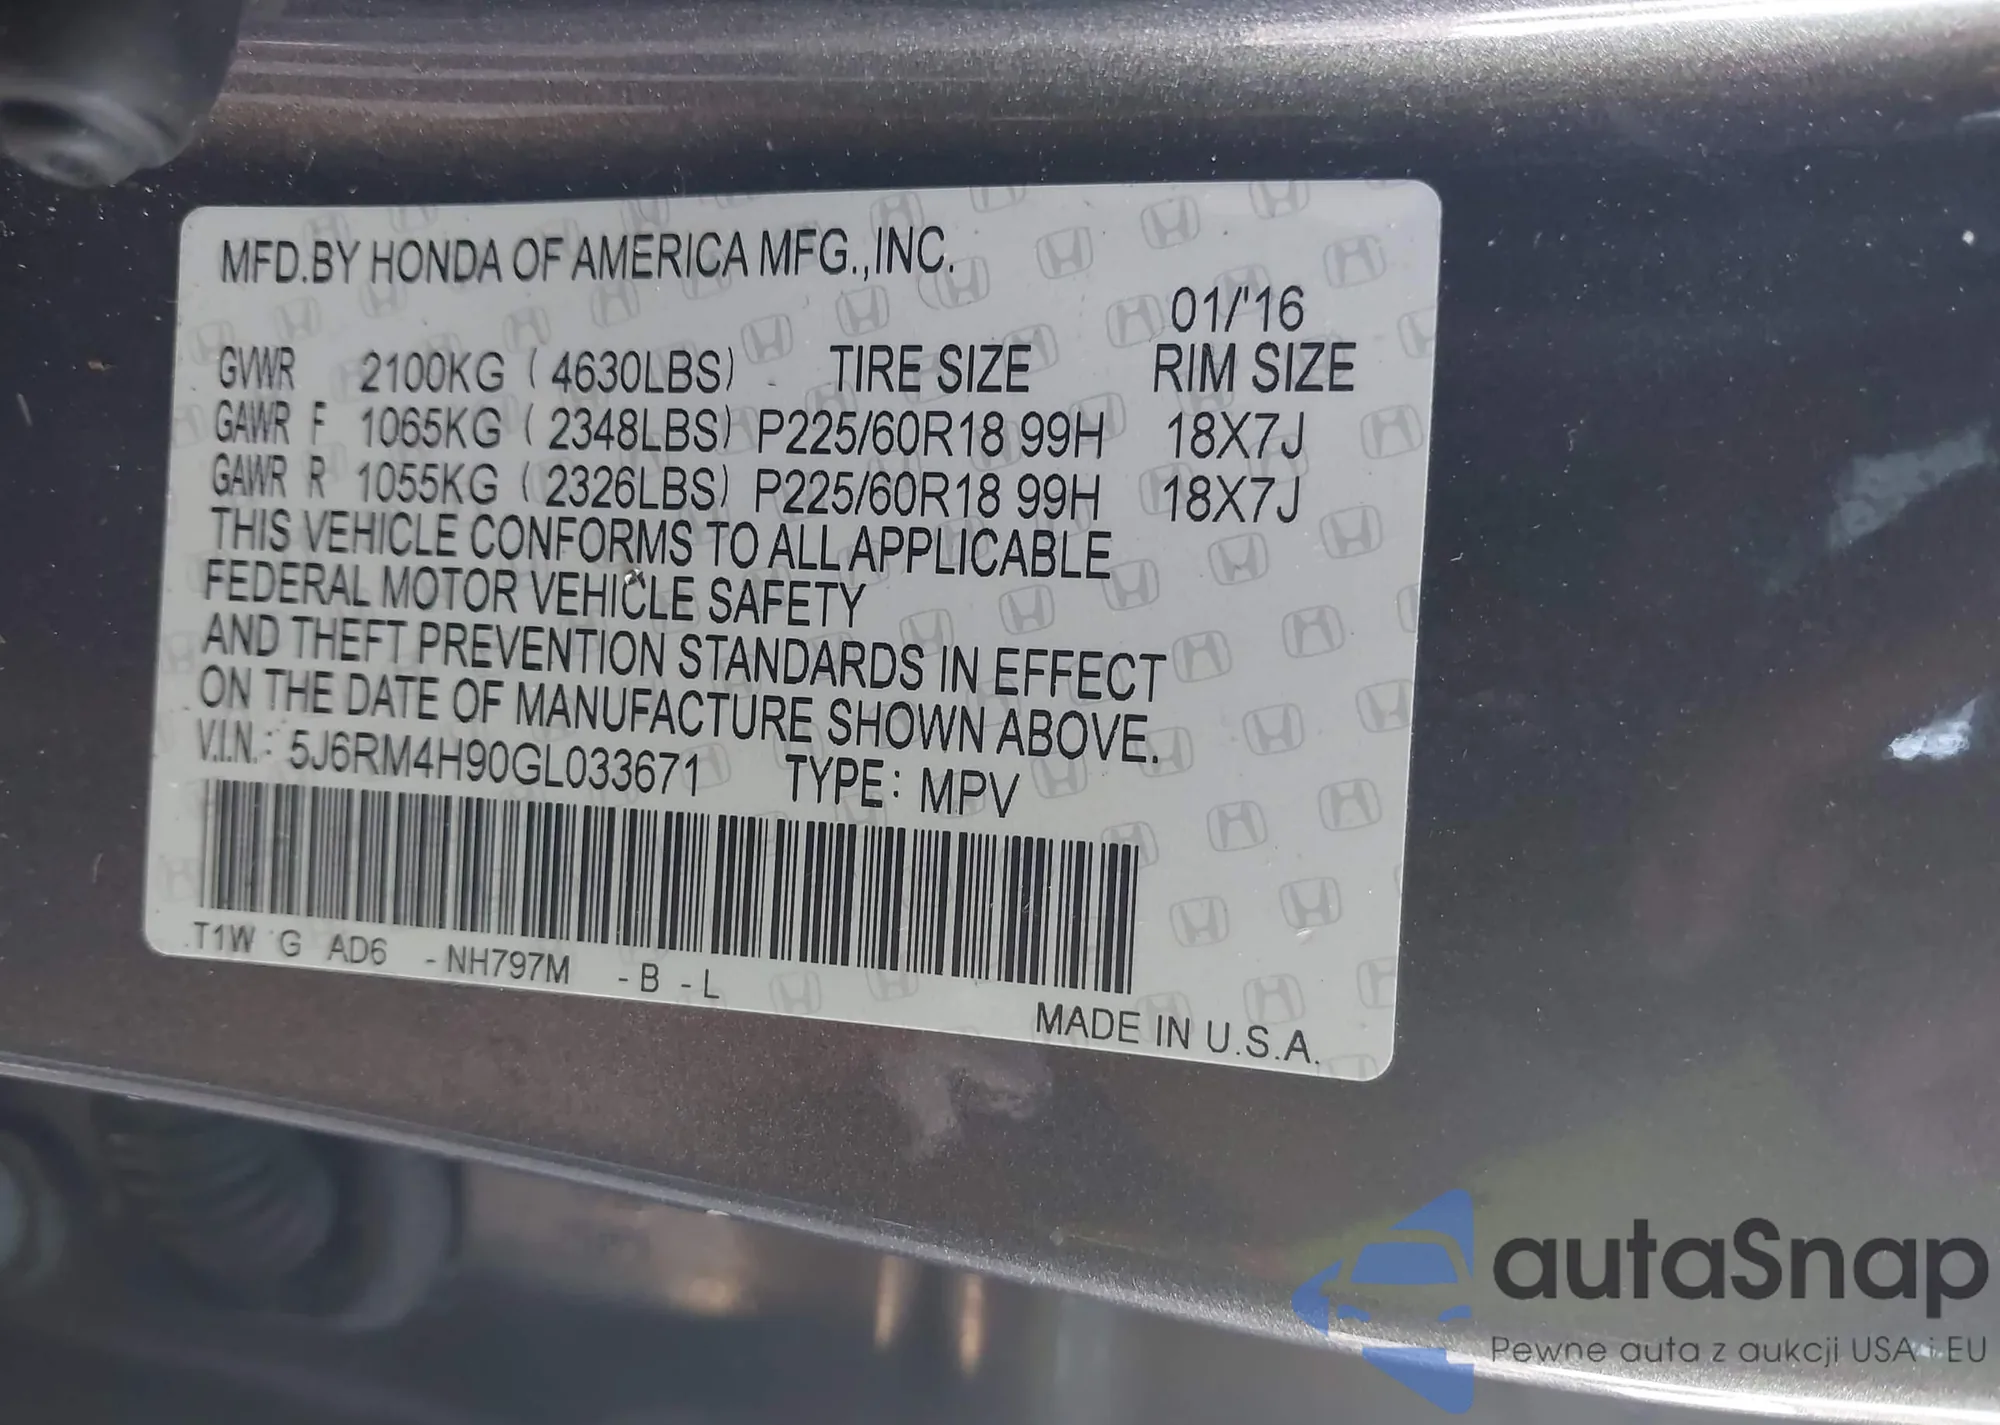 MFD.BY HONDA OF AMERICA MFG.,INC.
01/'16
GVWR 2100KG ( 4630LBS) TIRE SIZE RIM SIZE
GAWR F 1065KG ( 2348LBS) P225/60R18 99H 18X7J
GAWR R 1055KG ( 2326LBS) P225/60R18 99H 18X7J
THIS VEHICLE CONFORMS TO ALL APPLICABLE
FEDERAL MOTOR VEHICLE SAFETY
AND THEFT PREVENTION STANDARDS IN EFFECT
ON THE DATE OF MANUFACTURE SHOWN ABOVE.
V.I.N.: 5J6RM4H90GL033671 TYPE: MPV
T1W G AD6 -NH797M -B -L
MADE IN U.S.A.
autaSnap
Pewne auta z aukcji USA i EU